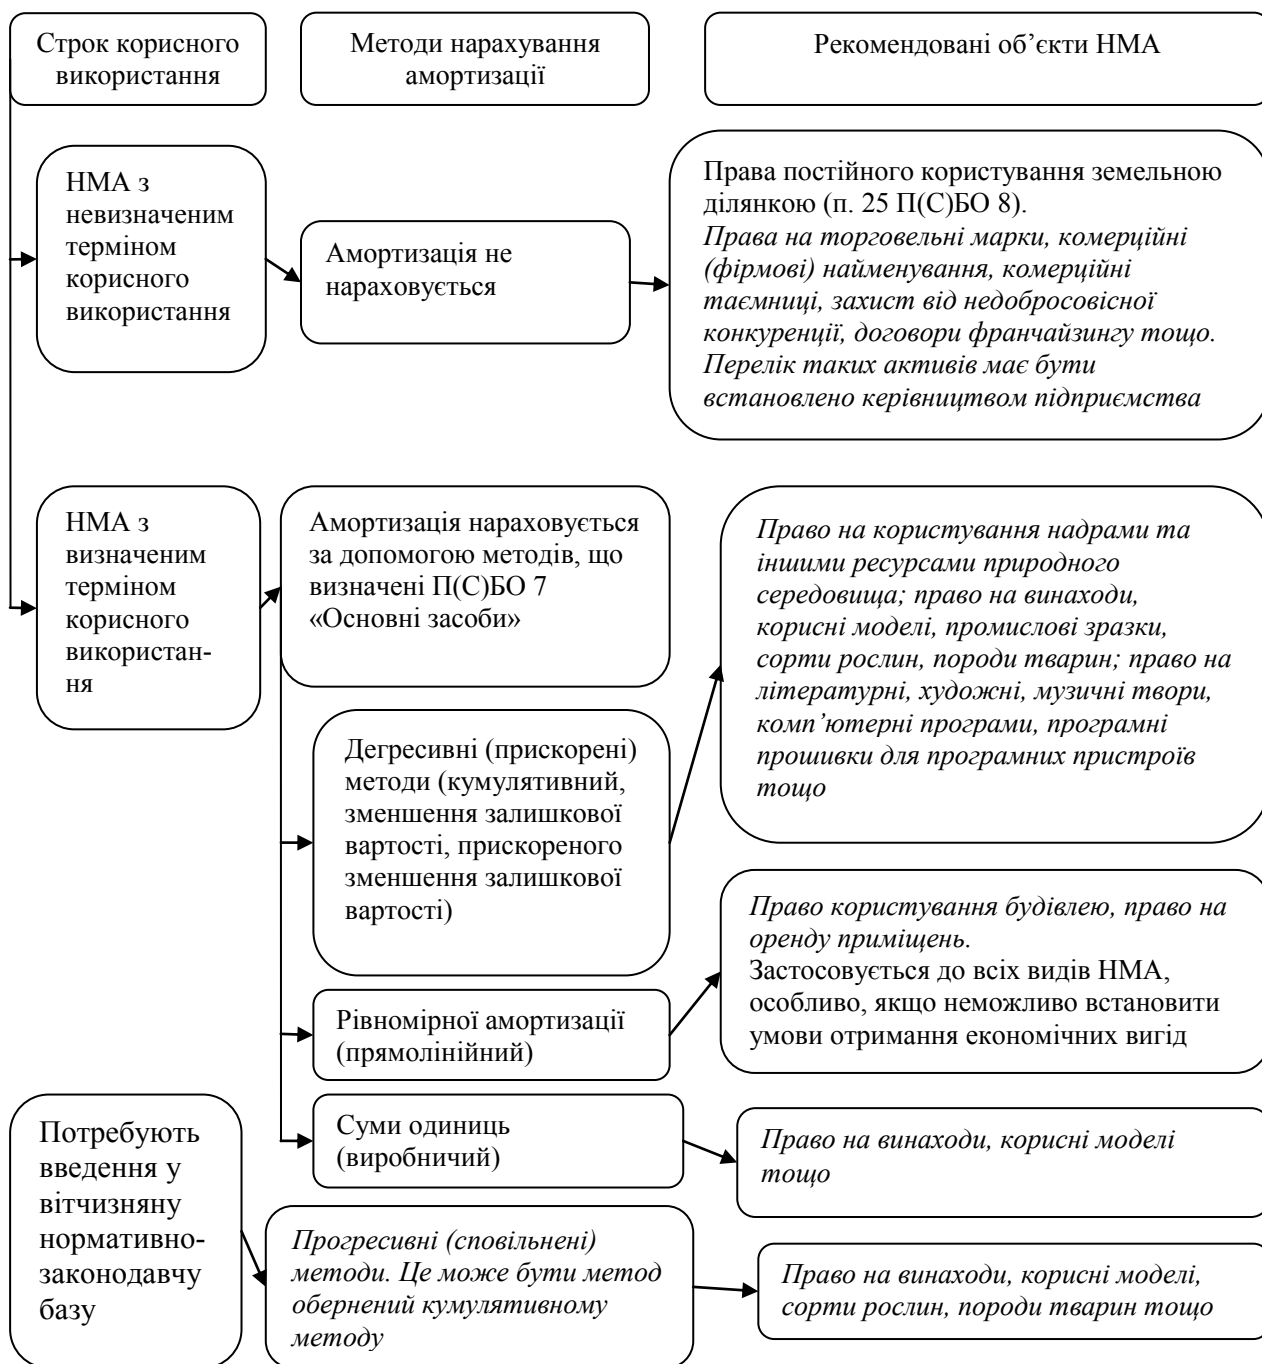 Строк корисного
використання
Методи нарахування
амортизації
Рекомендовані об’єкти НМА
НМА з
невизначеним
терміном
корисного
використання
Амортизація не
нараховується
Права постійного користування земельною
ділянкою (п. 25 П(С)БО 8).
Права на торговельні марки, комерційні
(фірмові) найменування, комерційні
таємниці, захист від недобросовісної
конкуренції, договори франчайзингу тощо.
Перелік таких активів має бути
встановлено керівництвом підприємства
НМА з
визначеним
терміном
корисного
використан-
ня
Амортизація нараховується
за допомогою методів, що
визначені П(С)БО 7
«Основні засоби»
Дегресивні (прискорені)
методи (кумулятивний,
зменшення залишкової
вартості, прискореного
зменшення залишкової
вартості)
Право на користування надрами та
іншими ресурсами природного
середовища; право на винаходи,
корисні моделі, промислові зразки,
сорти рослин, породи тварин; право на
літературні, художні, музичні твори,
комп’ютерні програми, програмні
прошивки для програмних пристроїв
тощо
Рівномірної амортизації
(прямолінійний)
Право користування будівлею, право на
оренду приміщень.
Застосовується до всіх видів НМА,
особливо, якщо неможливо встановити
умови отримання економічних вигід
Суми одиниць
(виробничий)
Право на винаходи, корисні моделі
тощо
Потребують
введення у
вітчизняну
нормативно-
законодавчу
базу
Прогресивні (сповільнені)
методи. Це може бути метод
обернений кумулятивному
методу
Право на винаходи, корисні моделі,
сорти рослин, породи тварин тощо